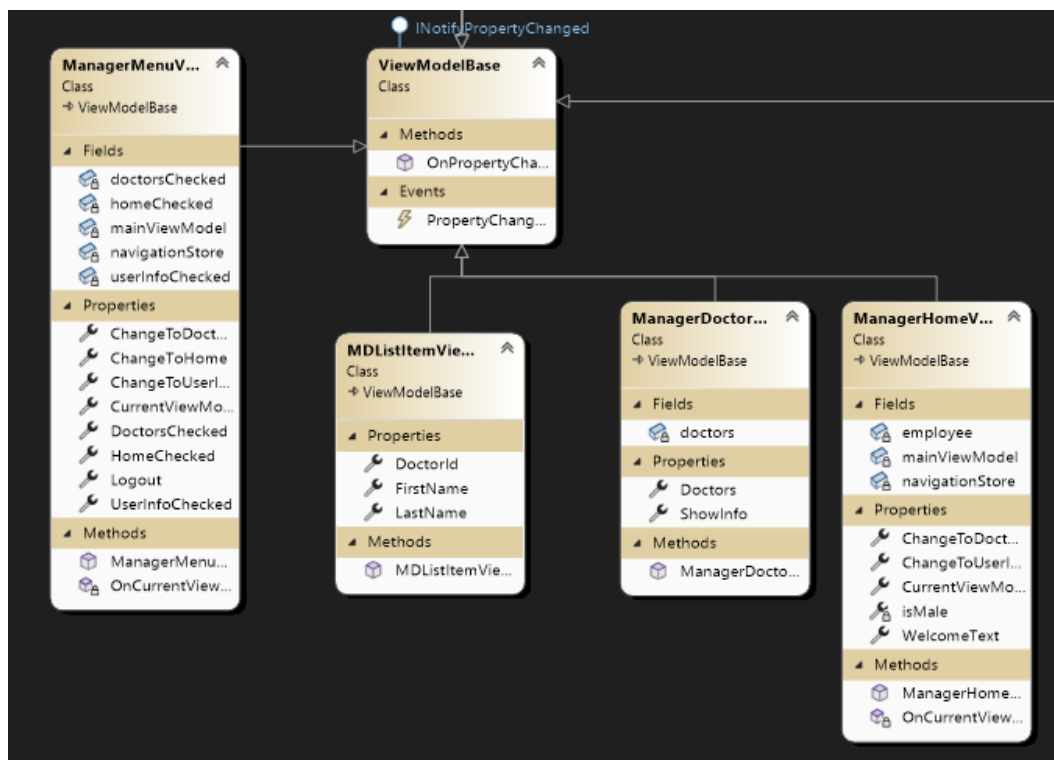 INotifyPropertyChanged
ManagerMenuV...
Class
ViewModelBase
Fields
doctorsChecked
homeChecked
mainViewModel
navigationStore
userInfoChecked
Properties
ChangeToDoct...
ChangeToHome
ChangeToUserI...
CurrentViewMo...
DoctorsChecked
HomeChecked
Logout
UserInfoChecked
Methods
ManagerMenu...
OnCurrentView...
ViewModelBase
Class
Methods
OnPropertyCha...
Events
PropertyChang...
MDListItemVie...
Class
ViewModelBase
Properties
DoctorId
FirstName
LastName
Methods
MDListItemVie...
ManagerDoctor...
Class
ViewModelBase
Fields
doctors
Properties
Doctors
ShowInfo
Methods
ManagerDocto...
ManagerHomeV...
Class
ViewModelBase
Fields
employee
mainViewModel
navigationStore
Properties
ChangeToDoct...
ChangeToUserI...
CurrentViewMo...
isMale
WelcomeText
Methods
ManagerHome...
OnCurrentView...